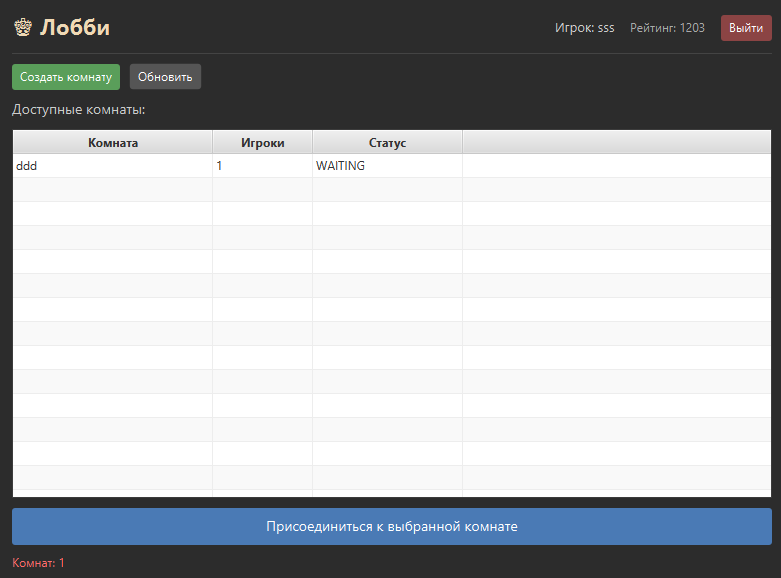 ♚ Лобби
Игрок: sss Рейтинг: 1203 Выйти
Создать комнату Обновить
Доступные комнаты:
Комната Игроки Статус
ddd 1 WAITING
Присоединиться к выбранной комнате
Комнат: 1